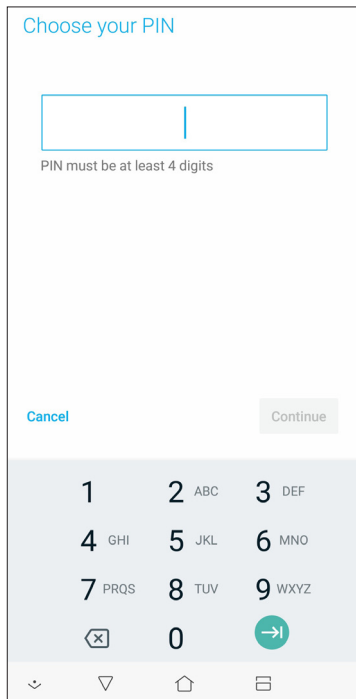 Choose your PIN
PIN must be at least 4 digits
Cancel Continue
1 2 ABC 3 DEF
4 GHI 5 JKL 6 MNO
7 PRQS 8 TUV 9 WXYZ
0